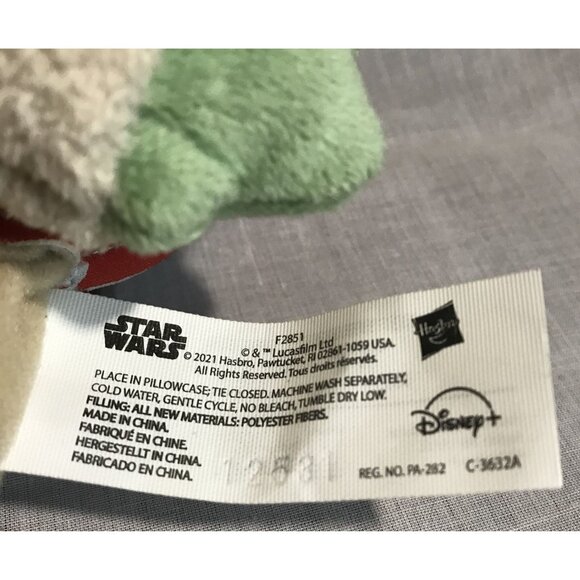 STAR WARS
F2851
© & ™ Lucasfilm Ltd
© 2021 Hasbro, Pawtucket, RI 02861-1059 USA.
All Rights Reserved. Tous droits réservés.
Hasbro
PLACE IN PILLOWCASE; TIE CLOSED. MACHINE WASH SEPARATELY,
COLD WATER, GENTLE CYCLE, NO BLEACH, TUMBLE DRY LOW.
FILLING: ALL NEW MATERIALS: POLYESTER FIBERS.
MADE IN CHINA.
FABRIQUÉ EN CHINE.
HERGESTELLT IN CHINA.
FABRICADO EN CHINA.
Disney+
REG. NO. PA-282 C-3632A